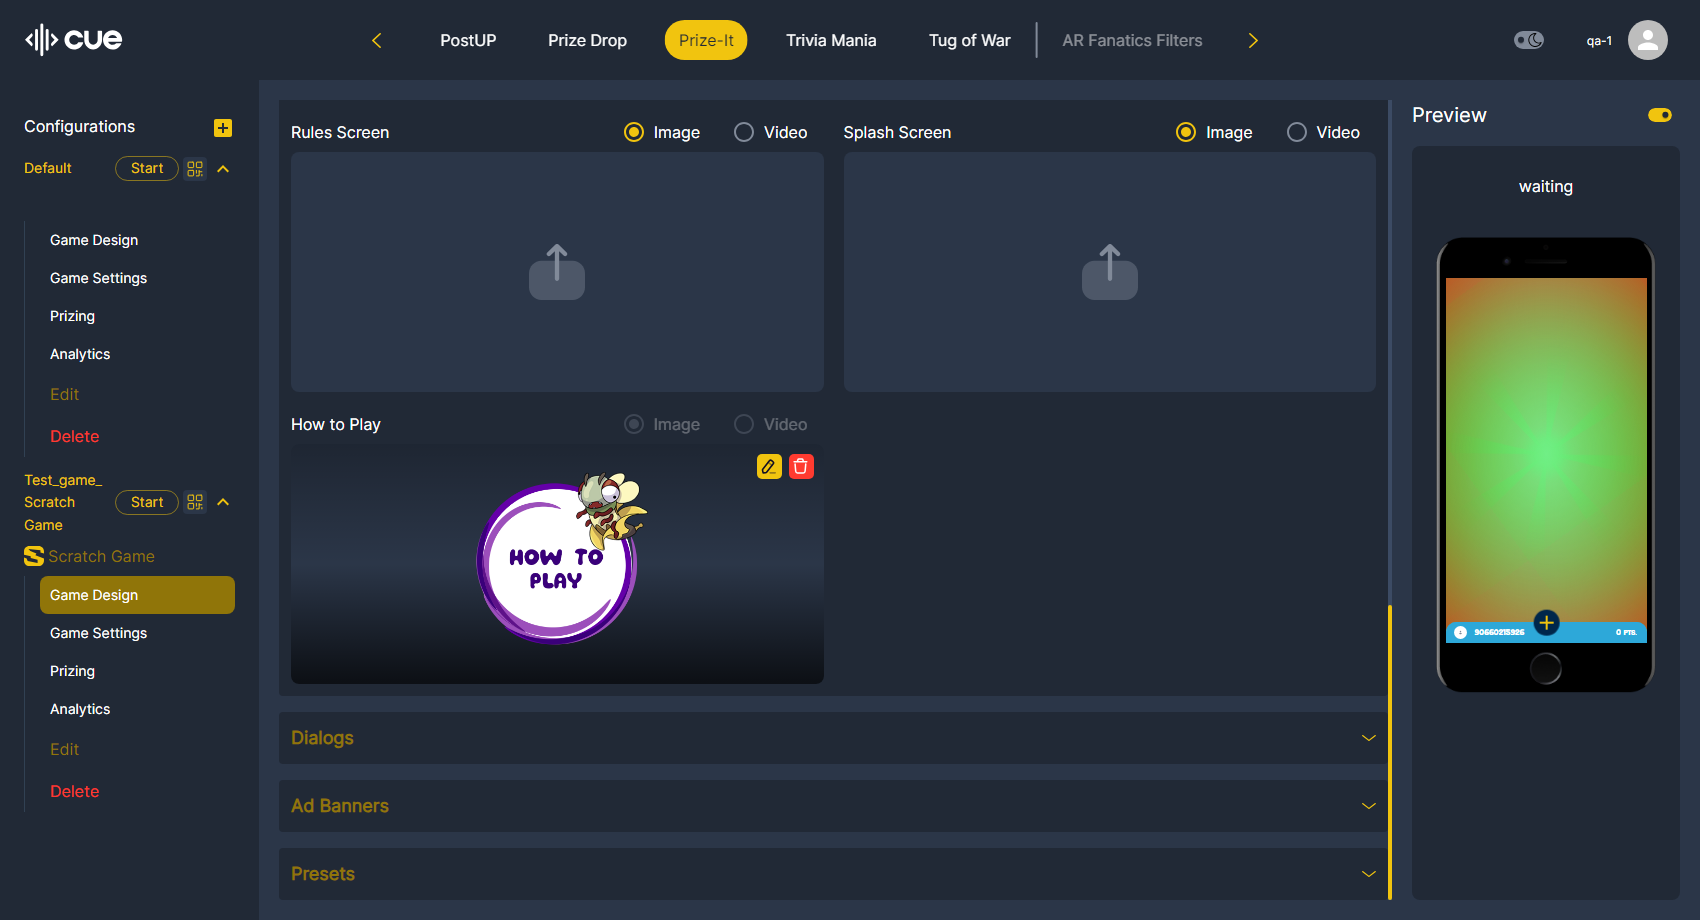 cue
PostUP
Prize Drop
Prize-It
Trivia Mania
Tug of War
AR Fanatics Filters
qa-1
Configurations
Default
Start
Game Design
Game Settings
Prizing
Analytics
Edit
Delete
Test_game_
Scratch
Game
Start
Scratch Game
Game Design
Game Settings
Prizing
Analytics
Edit
Delete
Rules Screen
Image
Video
Splash Screen
Image
Video
How to Play
Image
Video
HOW TO
PLAY
Dialogs
Ad Banners
Presets
Preview
waiting
0 PTS.